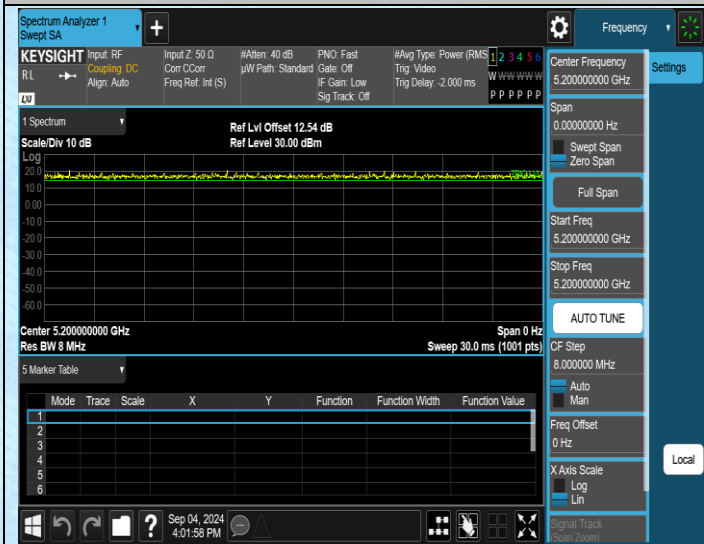 Spectrum Analyzer 1
Swept SA
+
Frequency
KEYSIGHT
RL
LXI
Input: RF
Coupling: DC
Align: Auto
Input Z: 50 Ω
Corr CCorr
Freq Ref: Int (S)
#Atten: 40 dB
µW Path: Standard
PNO: Fast
Gate: Off
IF Gain: Low
Sig Track: Off
#Avg Type: Power (RMS
Trig: Video
Trig Delay: -2.000 ms
1 2 3 4 5 6
W W W W W W
P P P P P P
Center Frequency
5.200000000 GHz
Settings
Span
0.00000000 Hz
Swept Span
Zero Span
Full Span
Start Freq
5.200000000 GHz
Stop Freq
5.200000000 GHz
AUTO TUNE
CF Step
8.000000 MHz
Auto
Man
Freq Offset
0 Hz
X Axis Scale
Log
Lin
Signal Track
(Span Zoom)
Local
1 Spectrum
Scale/Div 10 dB
Ref Lvl Offset 12.54 dB
Ref Level 30.00 dBm
Log
20.0
10.0
0.00
-10.0
-20.0
-30.0
-40.0
-50.0
-60.0
Center 5.200000000 GHz
Span 0 Hz
Res BW 8 MHz
Sweep 30.0 ms (1001 pts)
5 Marker Table
Mode Trace Scale X Y Function Function Width Function Value
1
2
3
4
5
6
?
Sep 04, 2024
4:01:58 PM